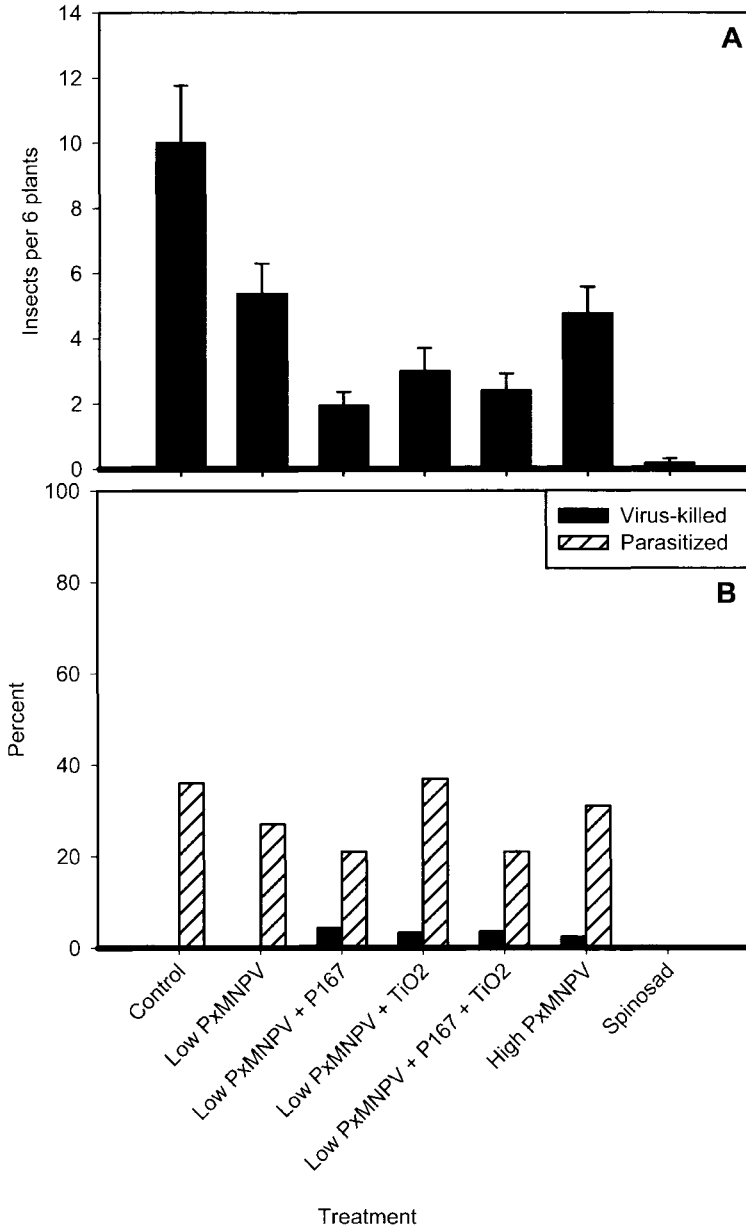 14
12
10
8
6
4
2
0
Insects per 6 plants
A
100
80
60
40
20
0
Percent
Virus-killed
Parasitized
B
Control
Low PxMNPV
Low PxMNPV + P167
Low PxMNPV + TiO2
Low PxMNPV + P167 + TiO2
High PxMNPV
Spinosad
Treatment